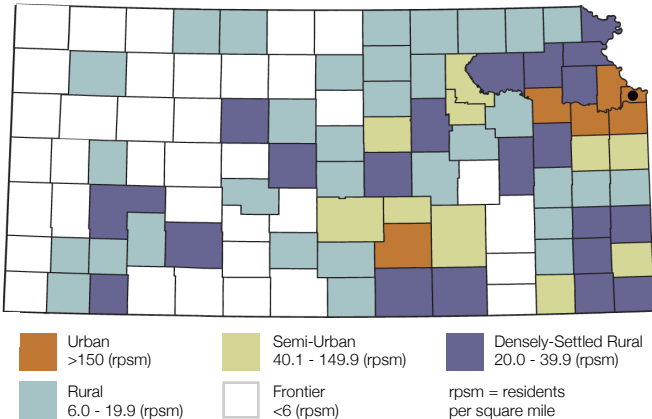 Urban
>150 (rpsm)
Semi-Urban
40.1 - 149.9 (rpsm)
Densely-Settled Rural
20.0 - 39.9 (rpsm)
Rural
6.0 - 19.9 (rpsm)
Frontier
<6 (rpsm)
rpsm = residents
per square mile